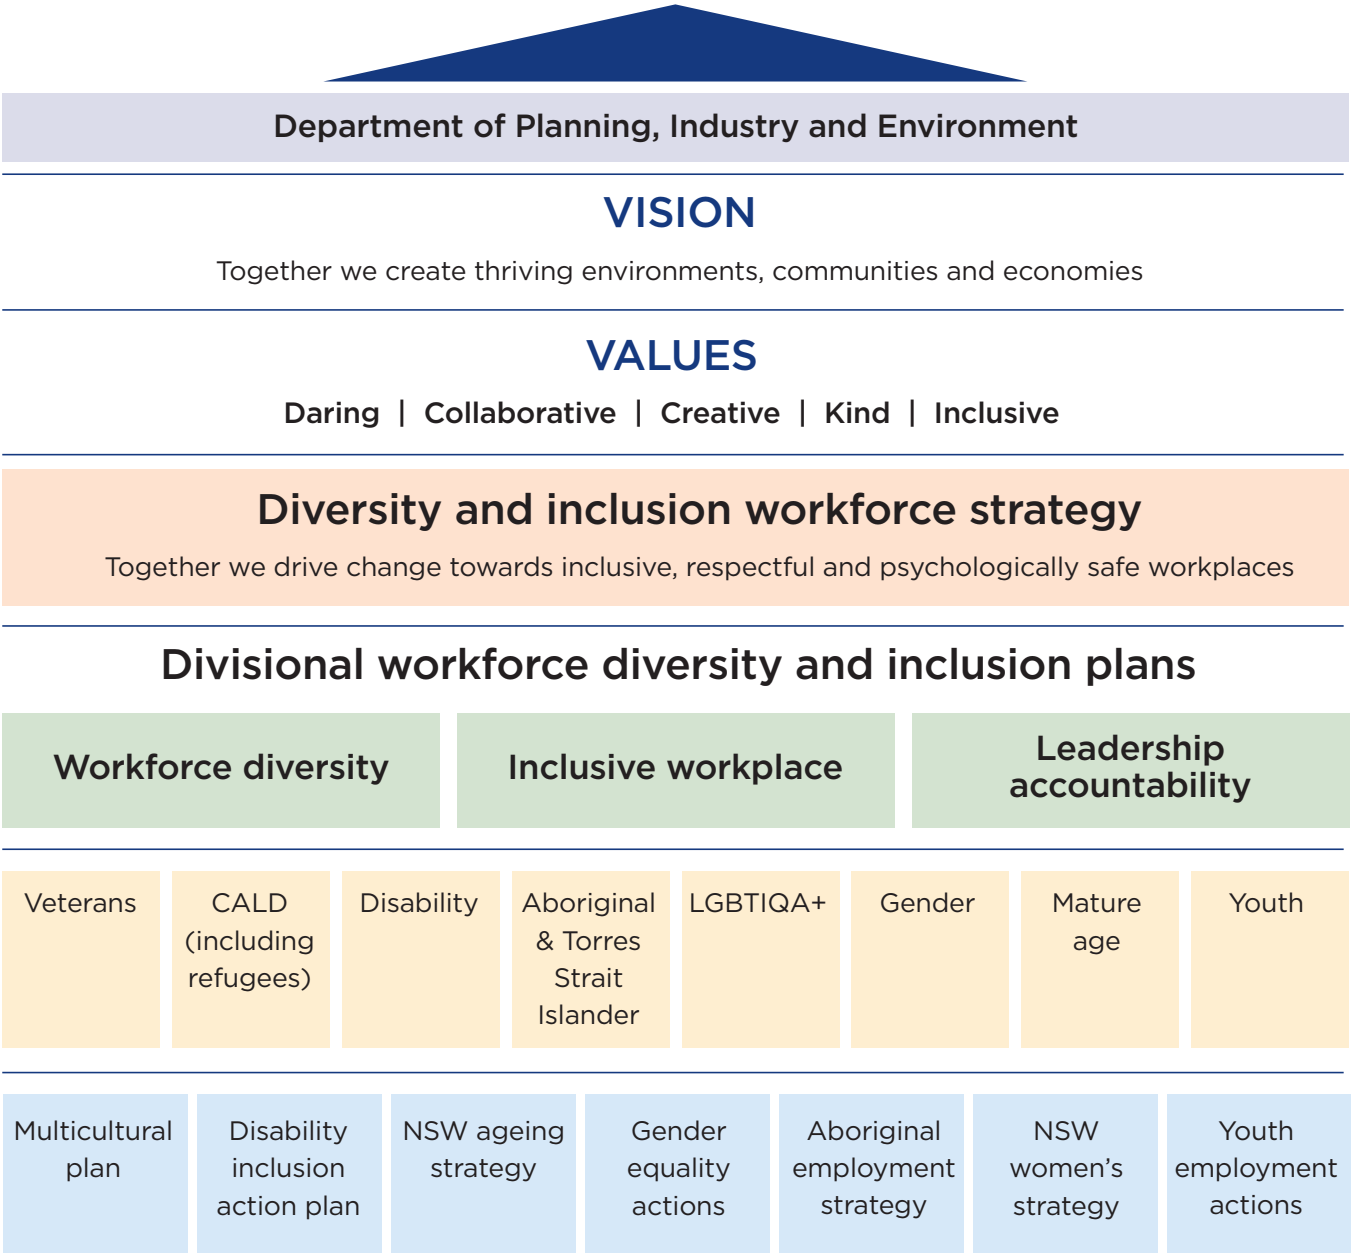 Department of Planning, Industry and Environment
VISION
Together we create thriving environments, communities and economies
VALUES
Daring | Collaborative | Creative | Kind | Inclusive
Diversity and inclusion workforce strategy
Together we drive change towards inclusive, respectful and psychologically safe workplaces
Divisional workforce diversity and inclusion plans
Workforce diversity
Inclusive workplace
Leadership
accountability
Veterans
CALD
(including
refugees)
Disability
Aboriginal
& Torres
Strait
Islander
LGBTIQA+
Gender
Mature
age
Youth
Multicultural
plan
Disability
inclusion
action plan
NSW ageing
strategy
Gender
equality
actions
Aboriginal
employment
strategy
NSW
women’s
strategy
Youth
employment
actions